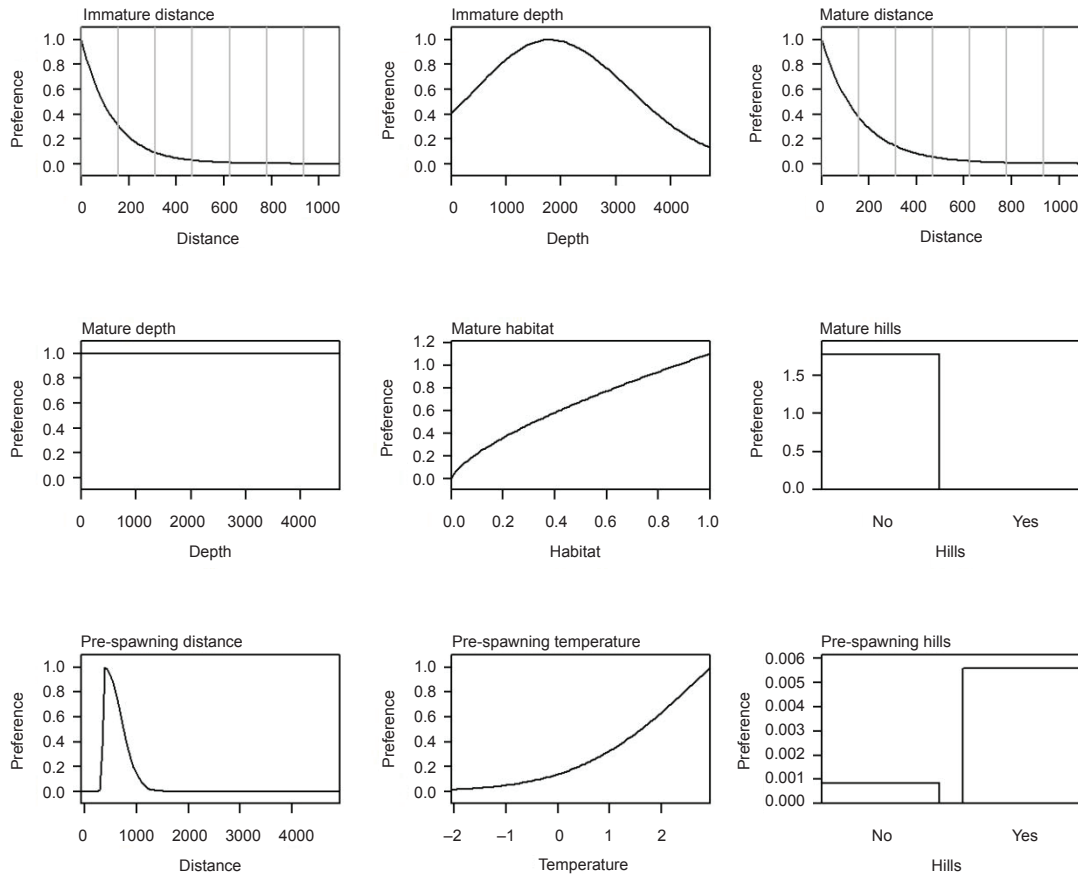 Immature distance
Preference
1.0
0.8
0.6
0.4
0.2
0.0
0 200 400 600 800 1000
Distance
Immature depth
Preference
1.0
0.8
0.6
0.4
0.2
0.0
0 1000 2000 3000 4000
Depth
Mature distance
Preference
1.0
0.8
0.6
0.4
0.2
0.0
0 200 400 600 800 1000
Distance
Mature depth
Preference
1.0
0.8
0.6
0.4
0.2
0.0
0 1000 2000 3000 4000
Depth
Mature habitat
Preference
1.2
1.0
0.8
0.6
0.4
0.2
0.0
0.0 0.2 0.4 0.6 0.8 1.0
Habitat
Mature hills
Preference
1.5
1.0
0.5
0.0
No Yes
Hills
Pre-spawning distance
Preference
1.0
0.8
0.6
0.4
0.2
0.0
0 1000 2000 3000 4000
Distance
Pre-spawning temperature
Preference
1.0
0.8
0.6
0.4
0.2
0.0
–2 –1 0 1 2
Temperature
Pre-spawning hills
Preference
0.006
0.005
0.004
0.003
0.002
0.001
0.000
No Yes
Hills